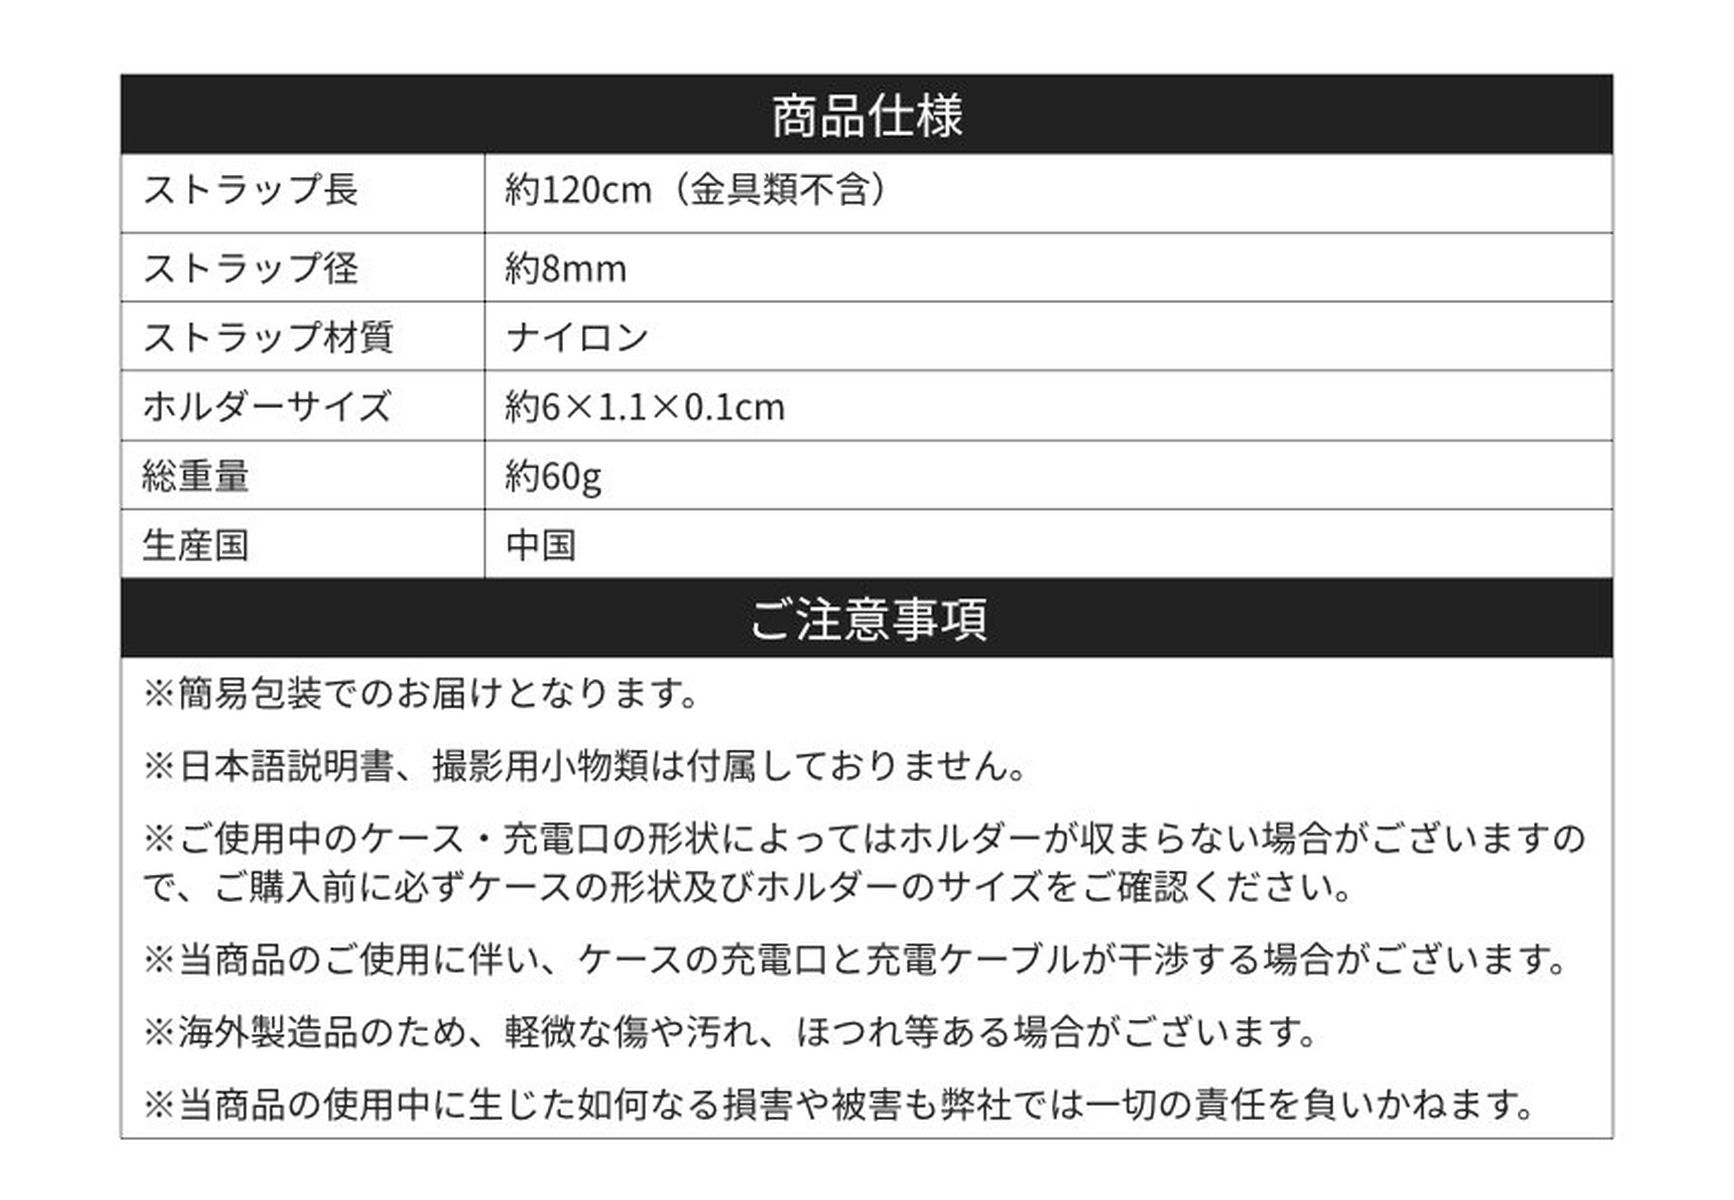 商品仕様
ストラップ長 約120cm（金具類不含）
ストラップ径 約8mm
ストラップ材質 ナイロン
ホルダーサイズ 約6×1.1×0.1cm
総重量 約60g
生産国 中国
ご注意事項
※簡易包装でのお届けとなります。
※日本語説明書、撮影用小物類は付属しておりません。
※ご使用中のケース・充電口の形状によってはホルダーが収まらない場合がございますの
で、ご購入前に必ずケースの形状及びホルダーのサイズをご確認ください。
※当商品のご使用に伴い、ケースの充電口と充電ケーブルが干渉する場合がございます。
※海外製造品のため、軽微な傷や汚れ、ほつれ等ある場合がございます。
※当商品の使用中に生じた如何なる損害や被害も弊社では一切の責任を負いかねます。